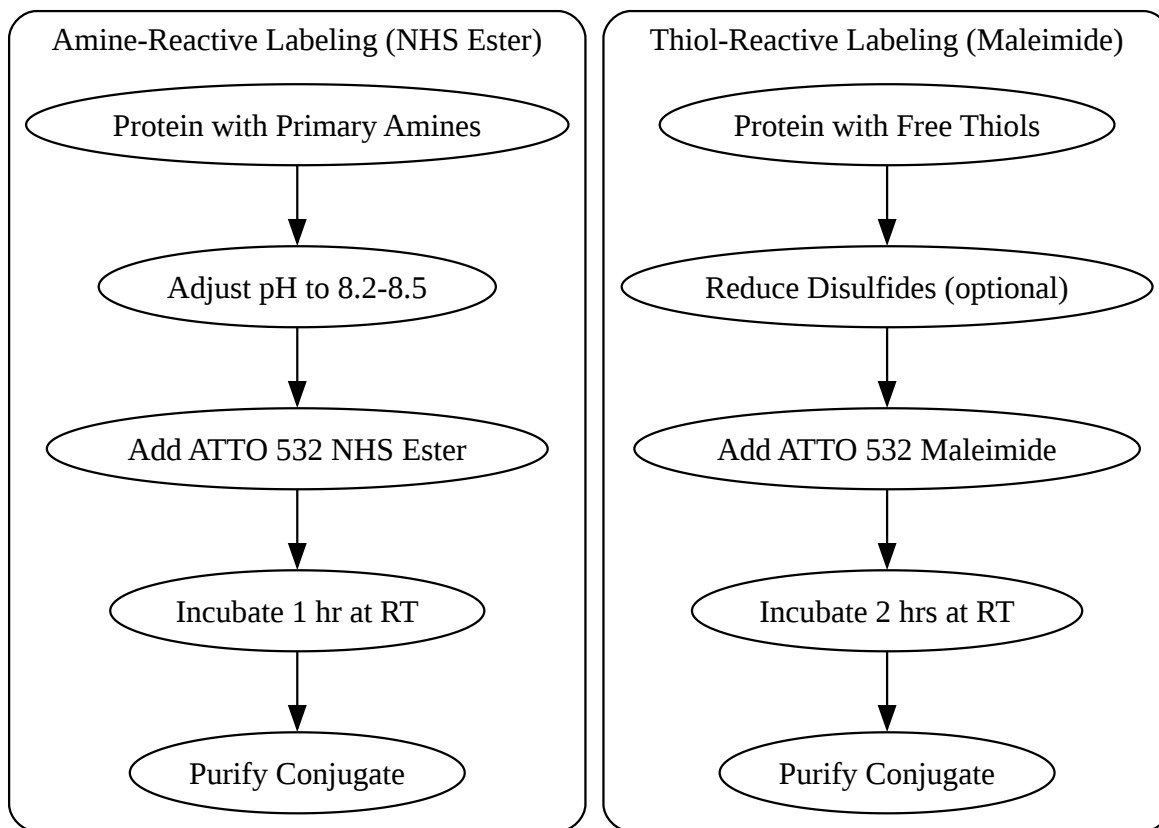 Amine-Reactive Labeling (NHS Ester)
Protein with Primary Amines
Adjust pH to 8.2-8.5
Add ATTO 532 NHS Ester
Incubate 1 hr at RT
Purify Conjugate
Thiol-Reactive Labeling (Maleimide)
Protein with Free Thiols
Reduce Disulfides (optional)
Add ATTO 532 Maleimide
Incubate 2 hrs at RT
Purify Conjugate